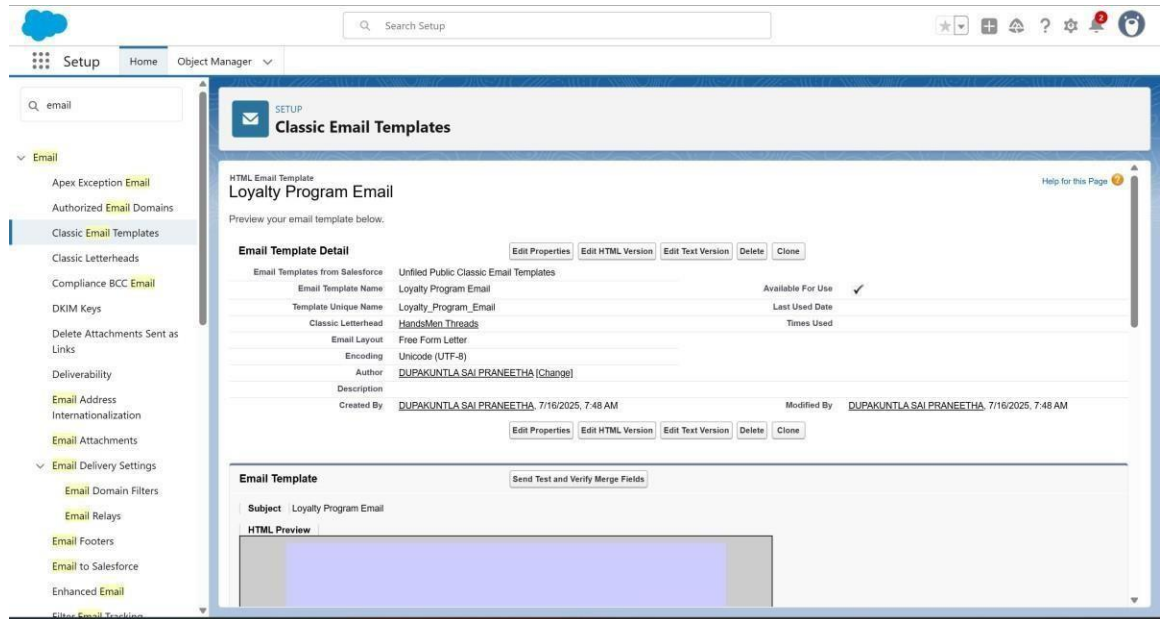 Search Setup
2
Setup
Home
Object Manager
email
Email
Apex Exception Email
Authorized Email Domains
Classic Email Templates
Classic Letterheads
Compliance BCC Email
DKIM Keys
Delete Attachments Sent as
Links
Deliverability
Email Address
Internationalization
Email Attachments
Email Delivery Settings
Email Domain Filters
Email Relays
Email Footers
Email to Salesforce
Enhanced Email
Filter Email Tracking
SETUP
Classic Email Templates
HTML Email Template
Loyalty Program Email
Help for this Page ?
Preview your email template below.
Email Template Detail Edit Properties Edit HTML Version Edit Text Version Delete Clone
Email Templates from Salesforce Unfiled Public Classic Email Templates
Email Template Name Loyalty Program Email Available For Use ✓
Template Unique Name Loyalty_Program_Email Last Used Date
Classic Letterhead HandsMen Threads Times Used
Email Layout Free Form Letter
Encoding Unicode (UTF-8)
Author DUPAKUNTLA SAI PRANEETHA [Change]
Description
Created By DUPAKUNTLA SAI PRANEETHA, 7/16/2025, 7:48 AM Modified By DUPAKUNTLA SAI PRANEETHA, 7/16/2025, 7:48 AM
Edit Properties Edit HTML Version Edit Text Version Delete Clone
Email Template Send Test and Verify Merge Fields
Subject Loyalty Program Email
HTML Preview